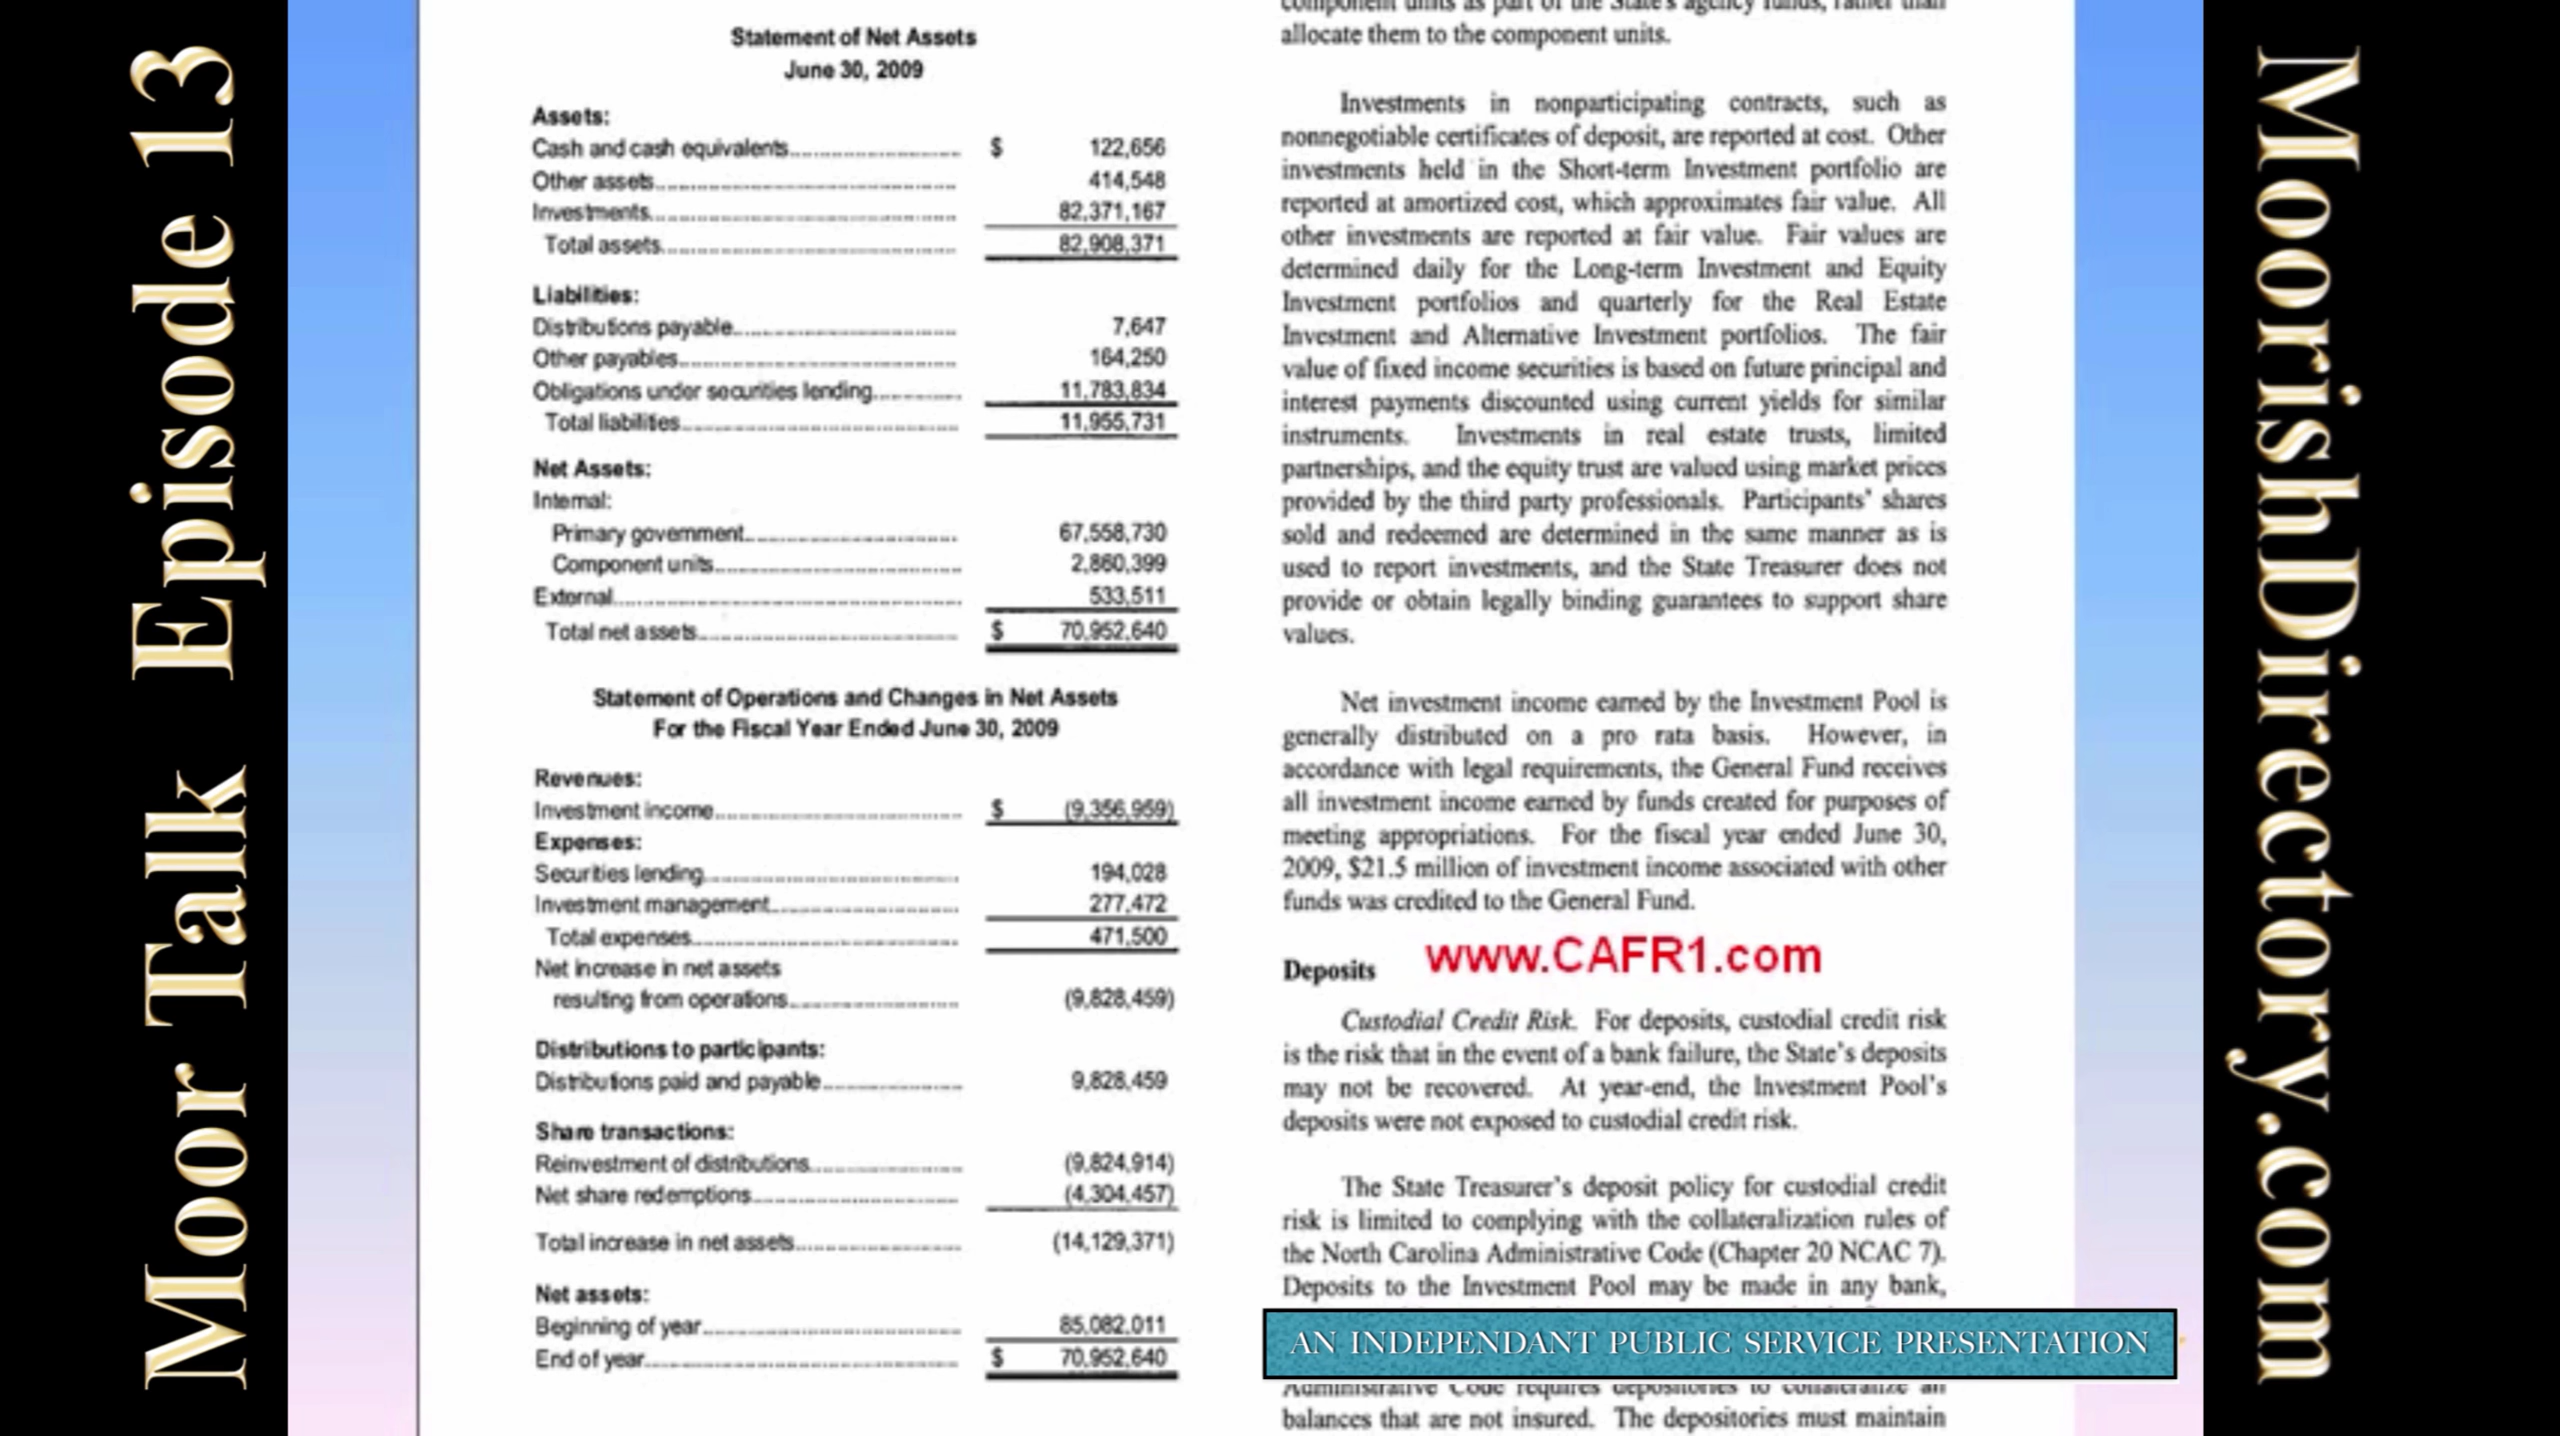 Moor Talk Episode 13
Statement of Net Assets
June 30, 2009
Assets:
Cash and cash equivalents $ 122,656
Other assets 414,548
Investments 82,371,167
Total assets 82,908,371
Liabilities:
Distributions payable 7,647
Other payables 164,250
Obligations under securities lending 11,783,834
Total liabilities 11,955,731
Net Assets:
Internal:
Primary government 67,558,730
Component units 2,860,399
External 533,511
Total net assets $ 70,952,640
Statement of Operations and Changes in Net Assets
For the Fiscal Year Ended June 30, 2009
Revenues:
Investment income $ (9,356,959)
Expenses:
Securities lending 194,028
Investment management 277,472
Total expenses 471,500
Net increase in net assets
resulting from operations (9,828,459)
Distributions to participants:
Distributions paid and payable 9,828,459
Share transactions:
Reinvestment of distributions (9,824,914)
Net share redemptions (4,304,457)
Total increase in net assets (14,129,371)
Net assets:
Beginning of year 85,082,011
End of year $ 70,952,640
component units as part of the State's agency funds, rather than
allocate them to the component units.
Investments in nonparticipating contracts, such as
nonnegotiable certificates of deposit, are reported at cost. Other
investments held in the Short-term Investment portfolio are
reported at amortized cost, which approximates fair value. All
other investments are reported at fair value. Fair values are
determined daily for the Long-term Investment and Equity
Investment portfolios and quarterly for the Real Estate
Investment and Alternative Investment portfolios. The fair
value of fixed income securities is based on future principal and
interest payments discounted using current yields for similar
instruments. Investments in real estate trusts, limited
partnerships, and the equity trust are valued using market prices
provided by the third party professionals. Participants' shares
sold and redeemed are determined in the same manner as is
used to report investments, and the State Treasurer does not
provide or obtain legally binding guarantees to support share
values.
Net investment income earned by the Investment Pool is
generally distributed on a pro rata basis. However, in
accordance with legal requirements, the General Fund receives
all investment income earned by funds created for purposes of
meeting appropriations. For the fiscal year ended June 30,
2009, $21.5 million of investment income associated with other
funds was credited to the General Fund.
www.CAFR1.com
Deposits
Custodial Credit Risk. For deposits, custodial credit risk
is the risk that in the event of a bank failure, the State's deposits
may not be recovered. At year-end, the Investment Pool's
deposits were not exposed to custodial credit risk.
The State Treasurer's deposit policy for custodial credit
risk is limited to complying with the collateralization rules of
the North Carolina Administrative Code (Chapter 20 NCAC 7).
Deposits to the Investment Pool may be made in any bank,
AN INDEPENDANT PUBLIC SERVICE PRESENTATION
Administrative Code requires depositories to collateralize all
balances that are not insured. The depositories must maintain
MoorishDirectory.com